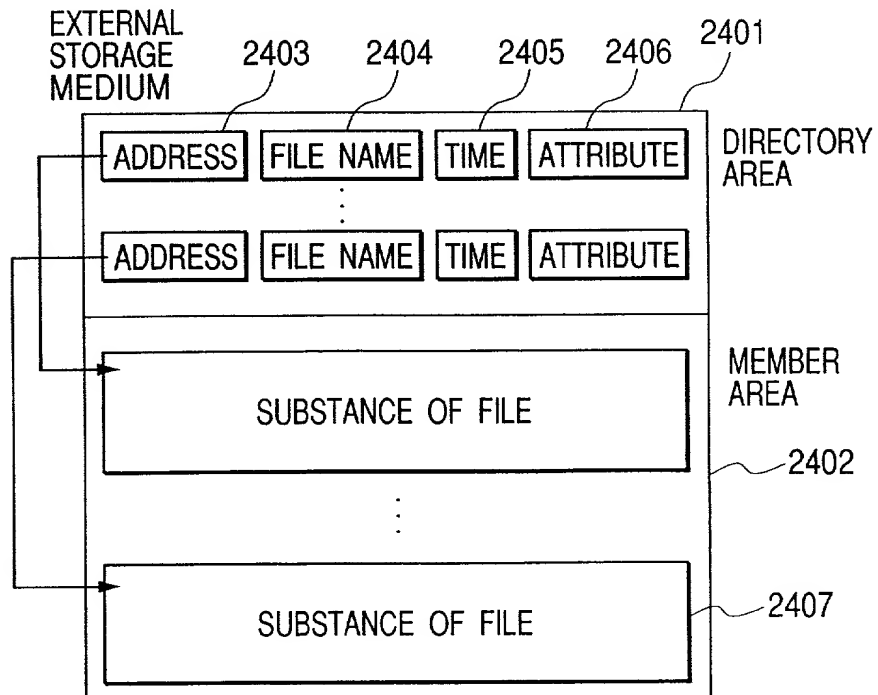 EXTERNAL
STORAGE
MEDIUM
2403
2404
2405
2406
2401
ADDRESS FILE NAME TIME ATTRIBUTE
DIRECTORY
AREA
ADDRESS FILE NAME TIME ATTRIBUTE
MEMBER
AREA
SUBSTANCE OF FILE
2402
SUBSTANCE OF FILE
2407